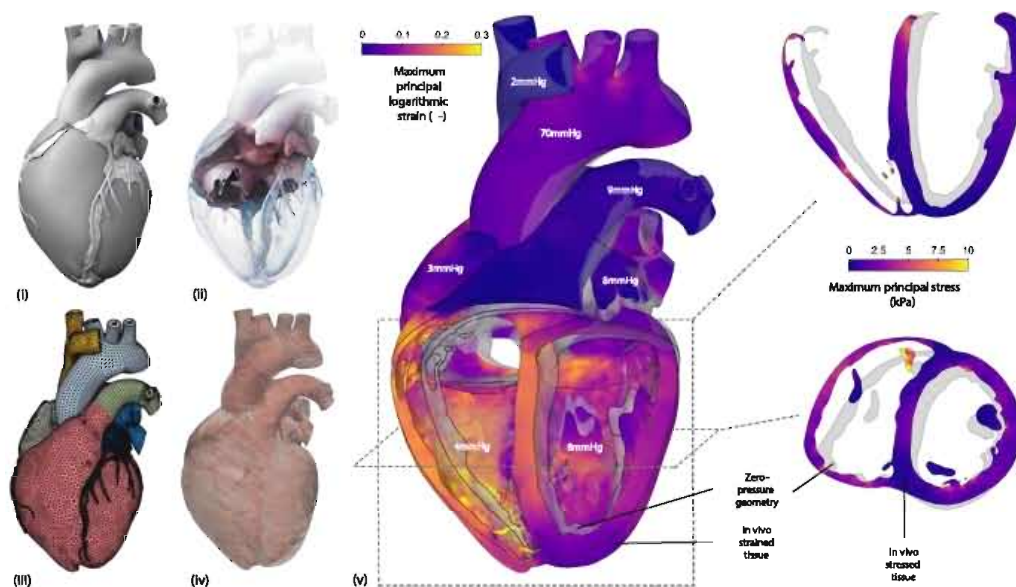 0 0.1 0.2 0.3
Maximum
principal
logarithmic
strain ( -)
2mmHg
70mmHg
9mmHg
3mmHg
8mmHg
4mmHg
8mmHg
0 2.5 5 7.5 10
Maximum principal stress
(kPa)
Zero-
pressure
geometry
In vivo
strained
tissue
In vivo
stressed
tissue
(i)
(ii)
(iii)
(iv)
(v)